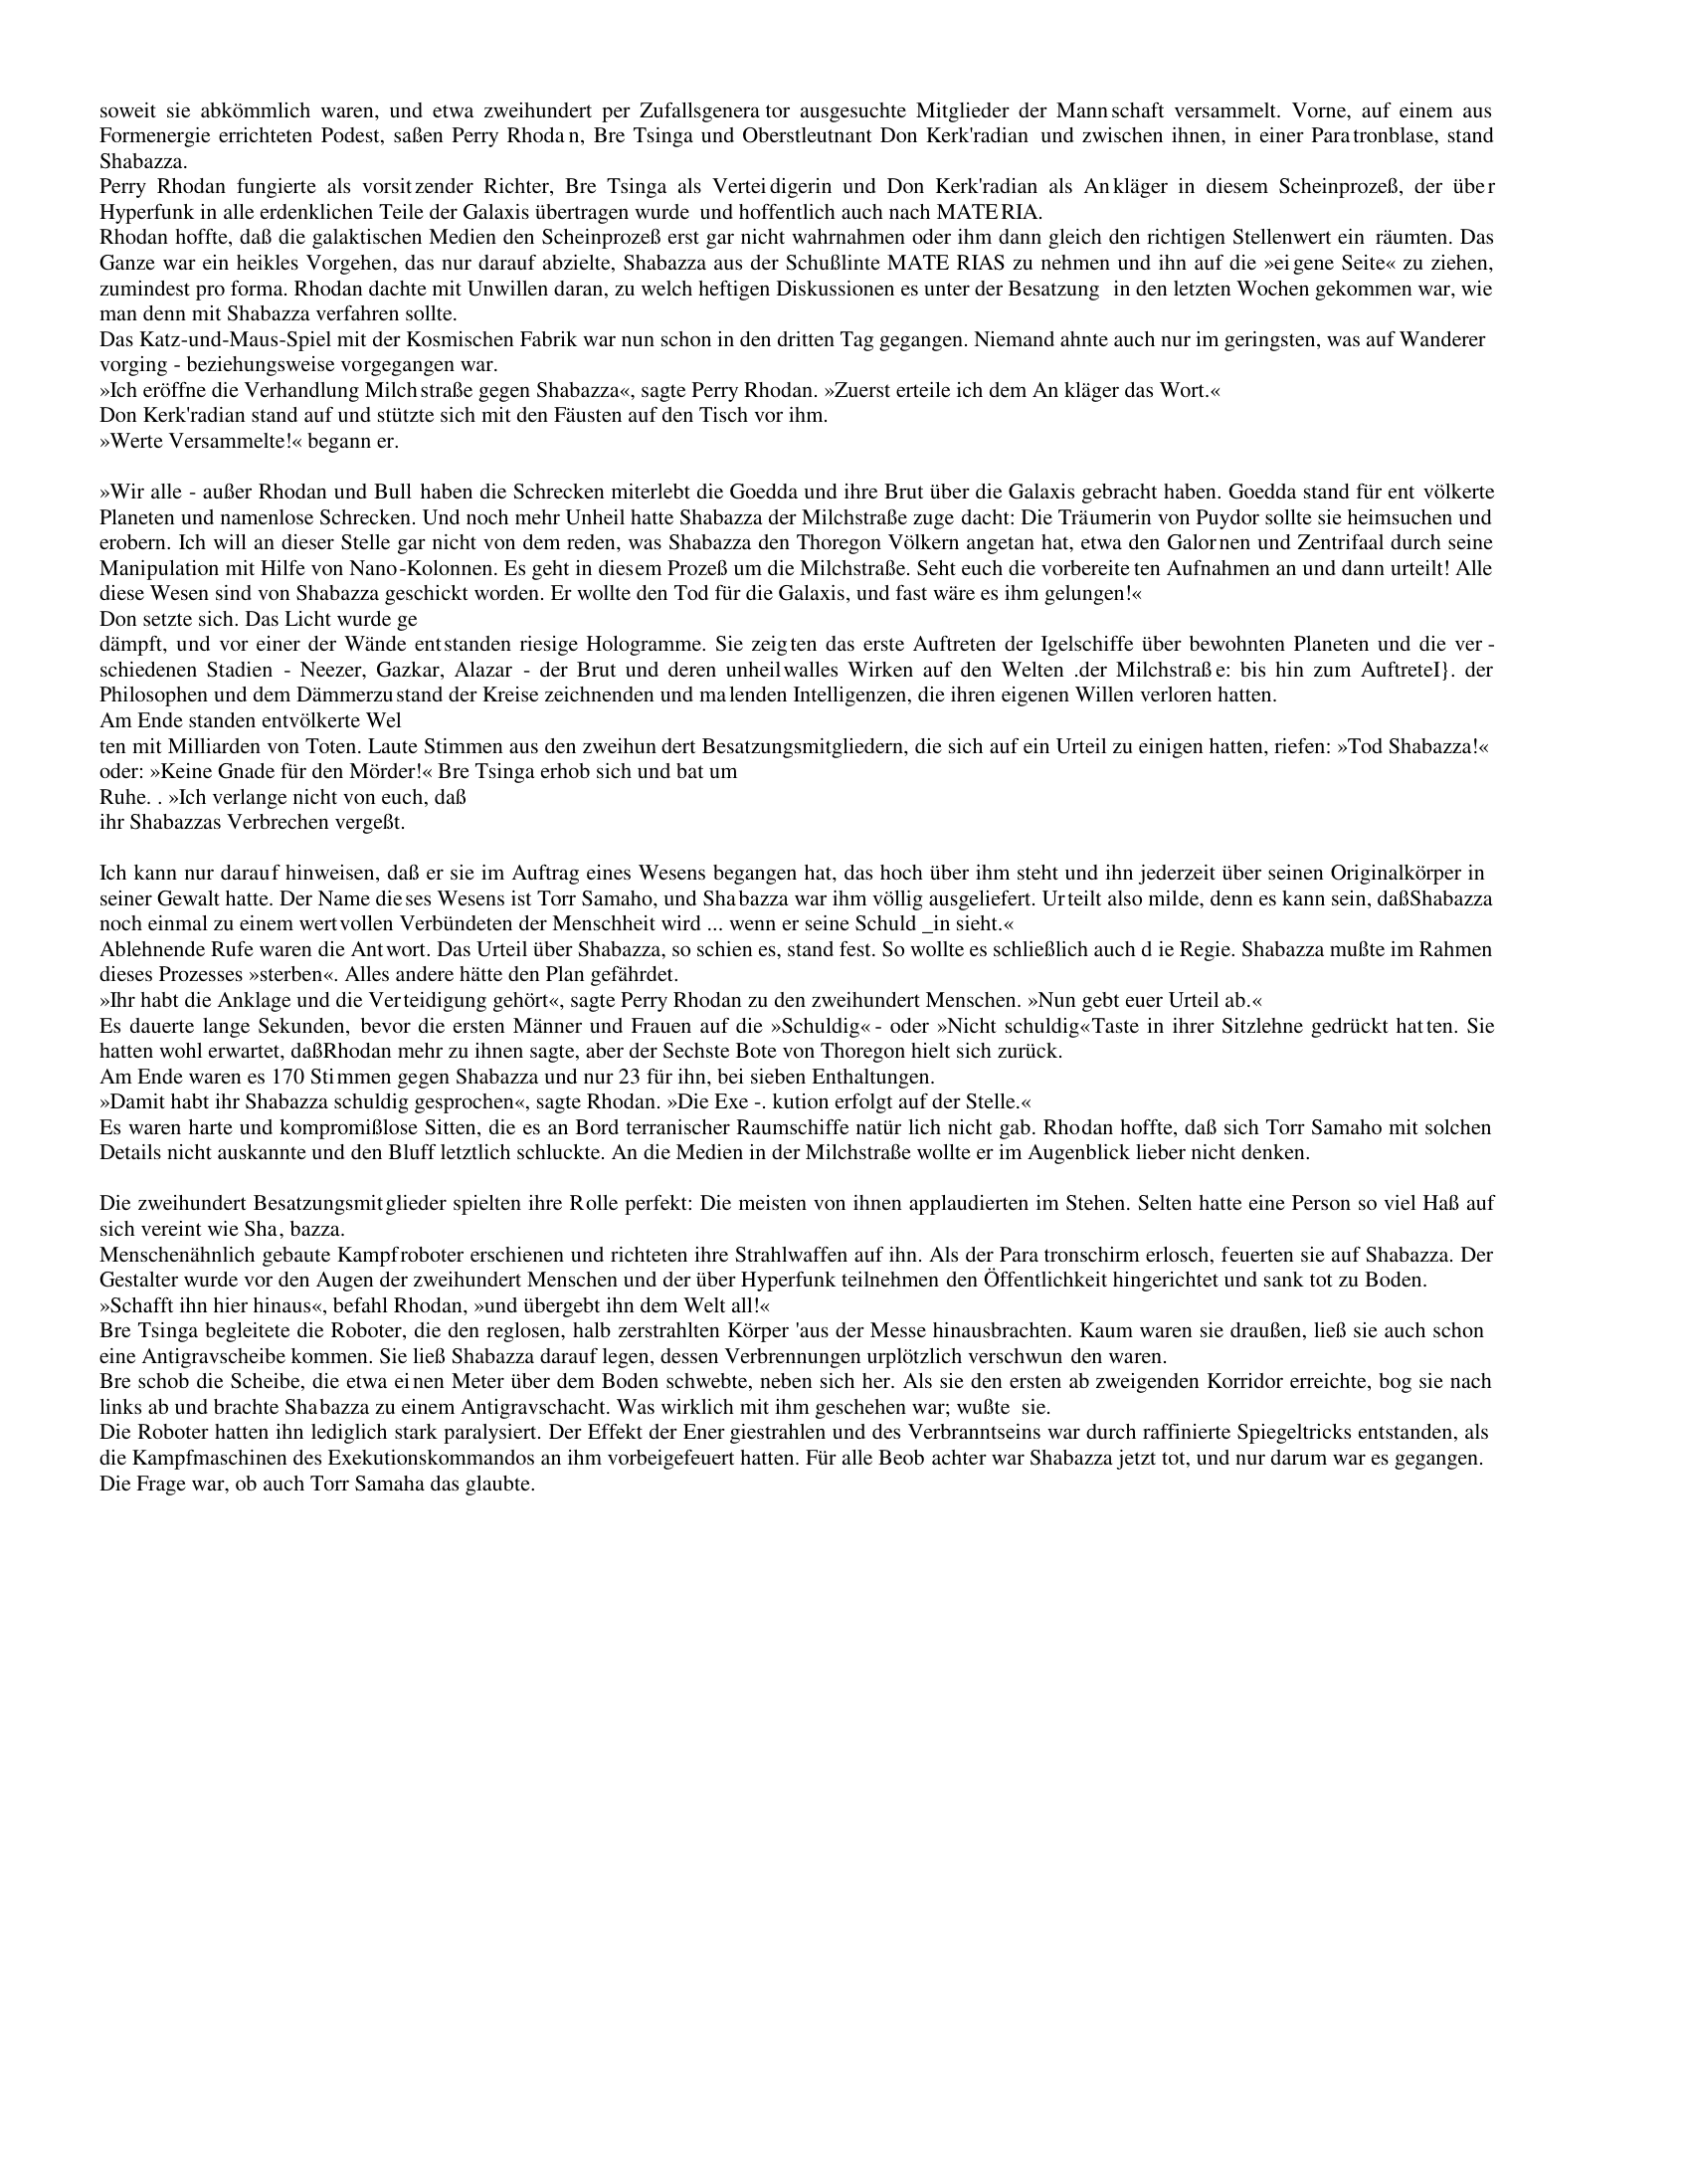 soweit sie abkömmlich waren, und etwa zweihundert per Zufallsgenera tor ausgesuchte Mitglieder der Mann schaft versammelt. Vorne, auf einem aus
Formenergie errichteten Podest, saßen Perry Rhoda n, Bre Tsinga und Oberstleutnant Don Kerk'radian und zwischen ihnen, in einer Para tronblase, stand
Shabazza.
Perry Rhodan fungierte als vorsit zender Richter, Bre Tsinga als Vertei digerin und Don Kerk'radian als An kläger in diesem Scheinprozeß, der übe r
Hyperfunk in alle erdenklichen Teile der Galaxis übertragen wurde und hoffentlich auch nach MATE RIA.
Rhodan hoffte, daß die galaktischen Medien den Scheinprozeß erst gar nicht wahrnahmen oder ihm dann gleich den richtigen Stellenwert ein räumten. Das
Ganze war ein heikles Vorgehen, das nur darauf abzielte, Shabazza aus der Schußlinte MATE RIAS zu nehmen und ihn auf die »ei gene Seite« zu ziehen,
zumindest pro forma. Rhodan dachte mit Unwillen daran, zu welch heftigen Diskussionen es unter der Besatzung in den letzten Wochen gekommen war, wie
man denn mit Shabazza verfahren sollte.
Das Katz-und-Maus-Spiel mit der Kosmischen Fabrik war nun schon in den dritten Tag gegangen. Niemand ahnte auch nur im geringsten, was auf Wanderer
vorging - beziehungsweise vorgegangen war.
»Ich eröffne die Verhandlung Milch straße gegen Shabazza«, sagte Perry Rhodan. »Zuerst erteile ich dem An kläger das Wort.«
Don Kerk'radian stand auf und stützte sich mit den Fäusten auf den Tisch vor ihm.
»Werte Versammelte!« begann er.

»Wir alle - außer Rhodan und Bull haben die Schrecken miterlebt die Goedda und ihre Brut über die Galaxis gebracht haben. Goedda stand für ent völkerte
Planeten und namenlose Schrecken. Und noch mehr Unheil hatte Shabazza der Milchstraße zuge dacht: Die Träumerin von Puydor sollte sie heimsuchen und
erobern. Ich will an dieser Stelle gar nicht von dem reden, was Shabazza den Thoregon Völkern angetan hat, etwa den Galor nen und Zentrifaal durch seine
Manipulation mit Hilfe von Nano-Kolonnen. Es geht in diesem Prozeß um die Milchstraße. Seht euch die vorbereite ten Aufnahmen an und dann urteilt! Alle
diese Wesen sind von Shabazza geschickt worden. Er wollte den Tod für die Galaxis, und fast wäre es ihm gelungen!«
Don setzte sich. Das Licht wurde ge
dämpft, und vor einer der Wände ent standen riesige Hologramme. Sie zeig ten das erste Auftreten der Igelschiffe über bewohnten Planeten und die ver -
schiedenen Stadien - Neezer, Gazkar, Alazar - der Brut und deren unheil walles Wirken auf den Welten .der Milchstraß e: bis hin zum AuftreteI}. der
Philosophen und dem Dämmerzu stand der Kreise zeichnenden und ma lenden Intelligenzen, die ihren eigenen Willen verloren hatten.
Am Ende standen entvölkerte Wel
ten mit Milliarden von Toten. Laute Stimmen aus den zweihun dert Besatzungsmitgliedern, die sich auf ein Urteil zu einigen hatten, riefen: »Tod Shabazza!«
oder: »Keine Gnade für den Mörder!« Bre Tsinga erhob sich und bat um
Ruhe. . »Ich verlange nicht von euch, daß
ihr Shabazzas Verbrechen vergeßt.

Ich kann nur darauf hinweisen, daß er sie im Auftrag eines Wesens begangen hat, das hoch über ihm steht und ihn jederzeit über seinen Originalkörper in
seiner Gewalt hatte. Der Name die ses Wesens ist Torr Samaho, und Sha bazza war ihm völlig ausgeliefert. Ur teilt also milde, denn es kann sein, daßShabazza
noch einmal zu einem wert vollen Verbündeten der Menschheit wird ... wenn er seine Schuld _in sieht.«
Ablehnende Rufe waren die Ant wort. Das Urteil über Shabazza, so schien es, stand fest. So wollte es schließlich auch d ie Regie. Shabazza mußte im Rahmen
dieses Prozesses »sterben«. Alles andere hätte den Plan gefährdet.
»Ihr habt die Anklage und die Ver teidigung gehört«, sagte Perry Rhodan zu den zweihundert Menschen. »Nun gebt euer Urteil ab.«
Es dauerte lange Sekunden, bevor die ersten Männer und Frauen auf die »Schuldig« - oder »Nicht schuldig«Taste in ihrer Sitzlehne gedrückt hat ten. Sie
hatten wohl erwartet, daßRhodan mehr zu ihnen sagte, aber der Sechste Bote von Thoregon hielt sich zurück.
Am Ende waren es 170 Stimmen gegen Shabazza und nur 23 für ihn, bei sieben Enthaltungen.
»Damit habt ihr Shabazza schuldig gesprochen«, sagte Rhodan. »Die Exe -. kution erfolgt auf der Stelle.«
Es waren harte und kompromißlose Sitten, die es an Bord terranischer Raumschiffe natür lich nicht gab. Rhodan hoffte, daß sich Torr Samaho mit solchen
Details nicht auskannte und den Bluff letztlich schluckte. An die Medien in der Milchstraße wollte er im Augenblick lieber nicht denken.

Die zweihundert Besatzungsmit glieder spielten ihre Rolle perfekt: Die meisten von ihnen applaudierten im Stehen. Selten hatte eine Person so viel Haß auf
sich vereint wie Sha, bazza.
Menschenähnlich gebaute Kampf roboter erschienen und richteten ihre Strahlwaffen auf ihn. Als der Para tronschirm erlosch, feuerten sie auf Shabazza. Der
Gestalter wurde vor den Augen der zweihundert Menschen und der über Hyperfunk teilnehmen den Öffentlichkeit hingerichtet und sank tot zu Boden.
»Schafft ihn hier hinaus«, befahl Rhodan, »und übergebt ihn dem Welt all!«
Bre Tsinga begleitete die Roboter, die den reglosen, halb zerstrahlten Körper 'aus der Messe hinausbrachten. Kaum waren sie draußen, ließ sie auch schon
eine Antigravscheibe kommen. Sie ließ Shabazza darauf legen, dessen Verbrennungen urplötzlich verschwun den waren.
Bre schob die Scheibe, die etwa ei nen Meter über dem Boden schwebte, neben sich her. Als sie den ersten ab zweigenden Korridor erreichte, bog sie nach
links ab und brachte Shabazza zu einem Antigravschacht. Was wirklich mit ihm geschehen war; wußte sie.
Die Roboter hatten ihn lediglich stark paralysiert. Der Effekt der Ener giestrahlen und des Verbranntseins war durch raffinierte Spiegeltricks entstanden, als
die Kampfmaschinen des Exekutionskommandos an ihm vorbeigefeuert hatten. Für alle Beob achter war Shabazza jetzt tot, und nur darum war es gegangen.
Die Frage war, ob auch Torr Samaha das glaubte.